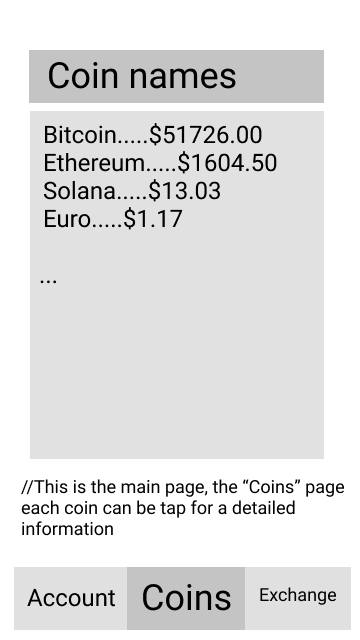 Coin names
Bitcoin.....$51726.00
Ethereum.....$1604.50
Solana.....$13.03
Euro.....$1.17
...
//This is the main page, the “Coins” page
each coin can be tap for a detailed
information
Account Coins Exchange